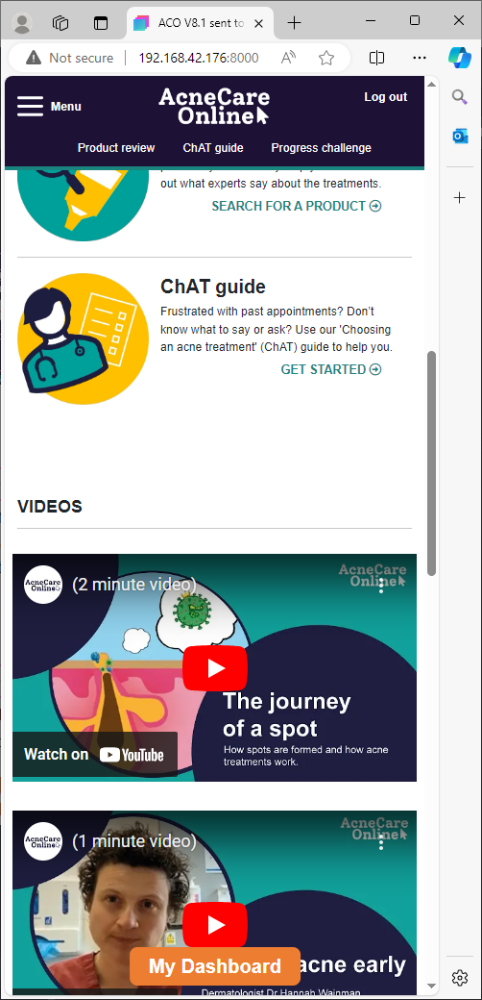 ACO V8.1 sent to
Not secure
192.168.42.176:8000
Menu
AcneCare
Online
Log out
Product review
ChAT guide
Progress challenge
out what experts say about the treatments.
SEARCH FOR A PRODUCT
ChAT guide
Frustrated with past appointments? Don't
know what to say or ask? Use our 'Choosing
an acne treatment' (ChAT) guide to help you.
GET STARTED
VIDEOS
AcneCare
Online
(2 minute video)
AcneCare
Online
The journey
of a spot
How spots are formed and how acne
treatments work.
Watch on YouTube
AcneCare
Online
(1 minute video)
AcneCare
Online
My Dashboard
acne early
Dermatologist Dr Hannah Wainman